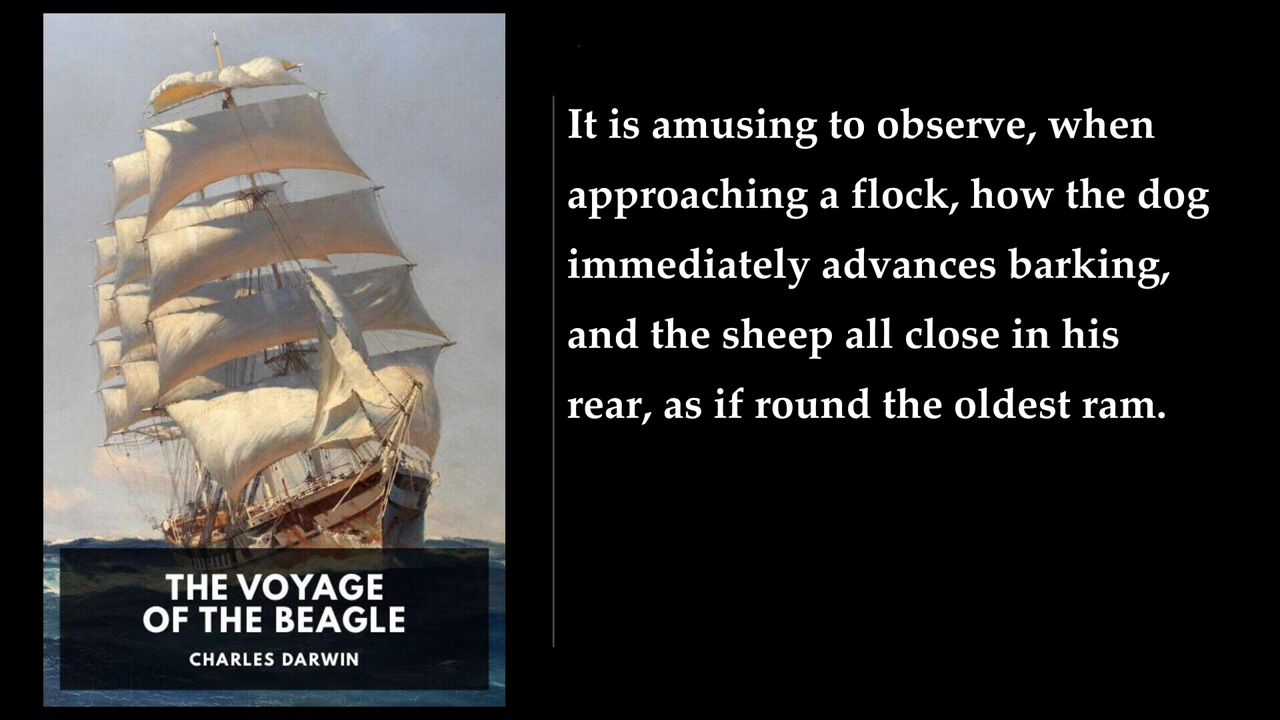 It is amusing to observe, when
approaching a flock, how the dog
immediately advances barking,
and the sheep all close in his
rear, as if round the oldest ram.
THE VOYAGE
OF THE BEAGLE
CHARLES DARWIN